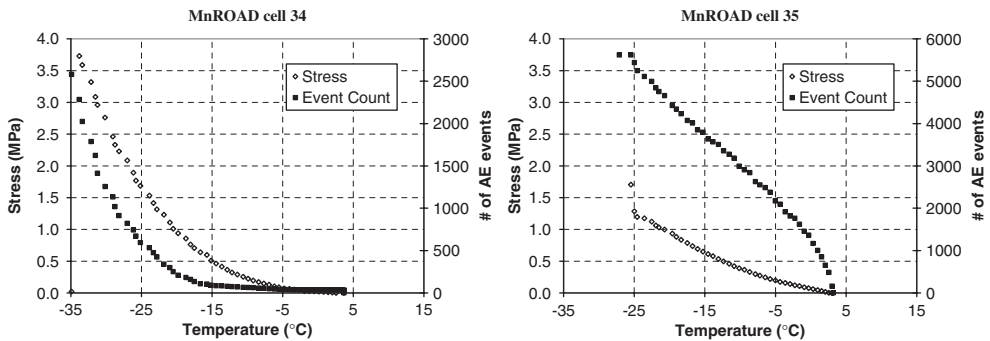 MnROAD cell 34
4.0
3.5
3.0
2.5
2.0
1.5
1.0
0.5
0.0
Stress (MPa)
3000
2500
2000
1500
1000
500
0
# of AE events
Stress
Event Count
-35 -25 -15 -5 5 15
Temperature (°C)
MnROAD cell 35
4.0
3.5
3.0
2.5
2.0
1.5
1.0
0.5
0.0
Stress (MPa)
6000
5000
4000
3000
2000
1000
0
# of AE events
Stress
Event Count
-35 -25 -15 -5 5 15
Temperature (°C)